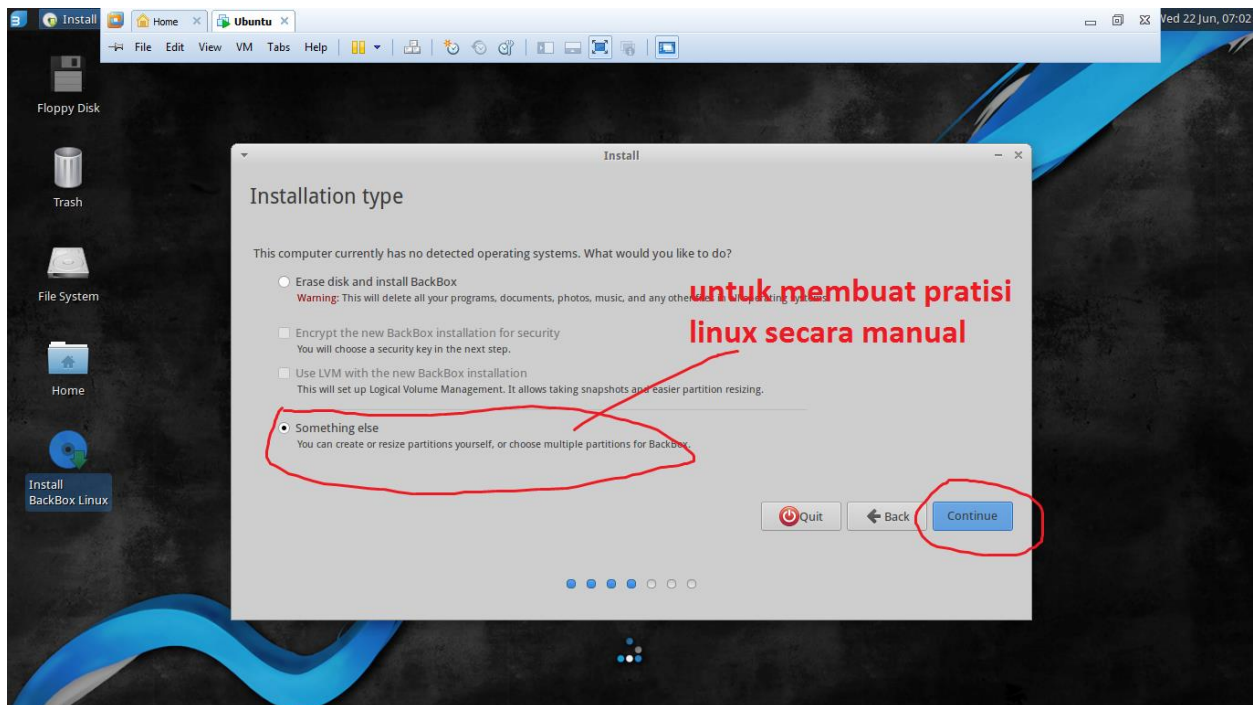 Install
Home
Ubuntu
Wed 22 Jun, 07:02
File Edit View VM Tabs Help
Floppy Disk
Trash
File System
Home
Install
BackBox Linux
Install
Installation type
This computer currently has no detected operating systems. What would you like to do?
Erase disk and install BackBox
Warning: This will delete all your programs, documents, photos, music, and any other files in all operating systems.
untuk membuat pratisi
linux secara manual
Encrypt the new BackBox installation for security
You will choose a security key in the next step.
Use LVM with the new BackBox installation
This will set up Logical Volume Management. It allows taking snapshots and easier partition resizing.
Something else
You can create or resize partitions yourself, or choose multiple partitions for BackBox.
Quit
Back
Continue